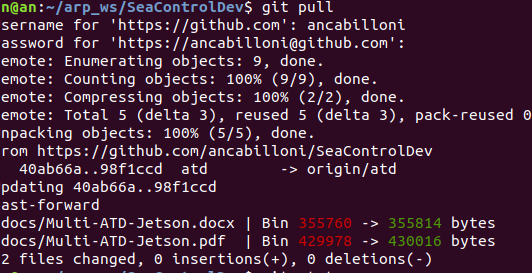 n@an:~/arp_ws/SeaControlDev$ git pull
sername for 'https://github.com': ancabilloni
assword for 'https://ancabilloni@github.com':
emote: Enumerating objects: 9, done.
emote: Counting objects: 100% (9/9), done.
emote: Compressing objects: 100% (2/2), done.
emote: Total 5 (delta 3), reused 5 (delta 3), pack-reused 0
npacking objects: 100% (5/5), done.
rom https://github.com/ancabilloni/SeaControlDev
40ab66a..98f1ccd  atd        -> origin/atd
pdating 40ab66a..98f1ccd
ast-forward
docs/Multi-ATD-Jetson.docx | Bin 355760 -> 355814 bytes
docs/Multi-ATD-Jetson.pdf  | Bin 429978 -> 430016 bytes
2 files changed, 0 insertions(+), 0 deletions(-)